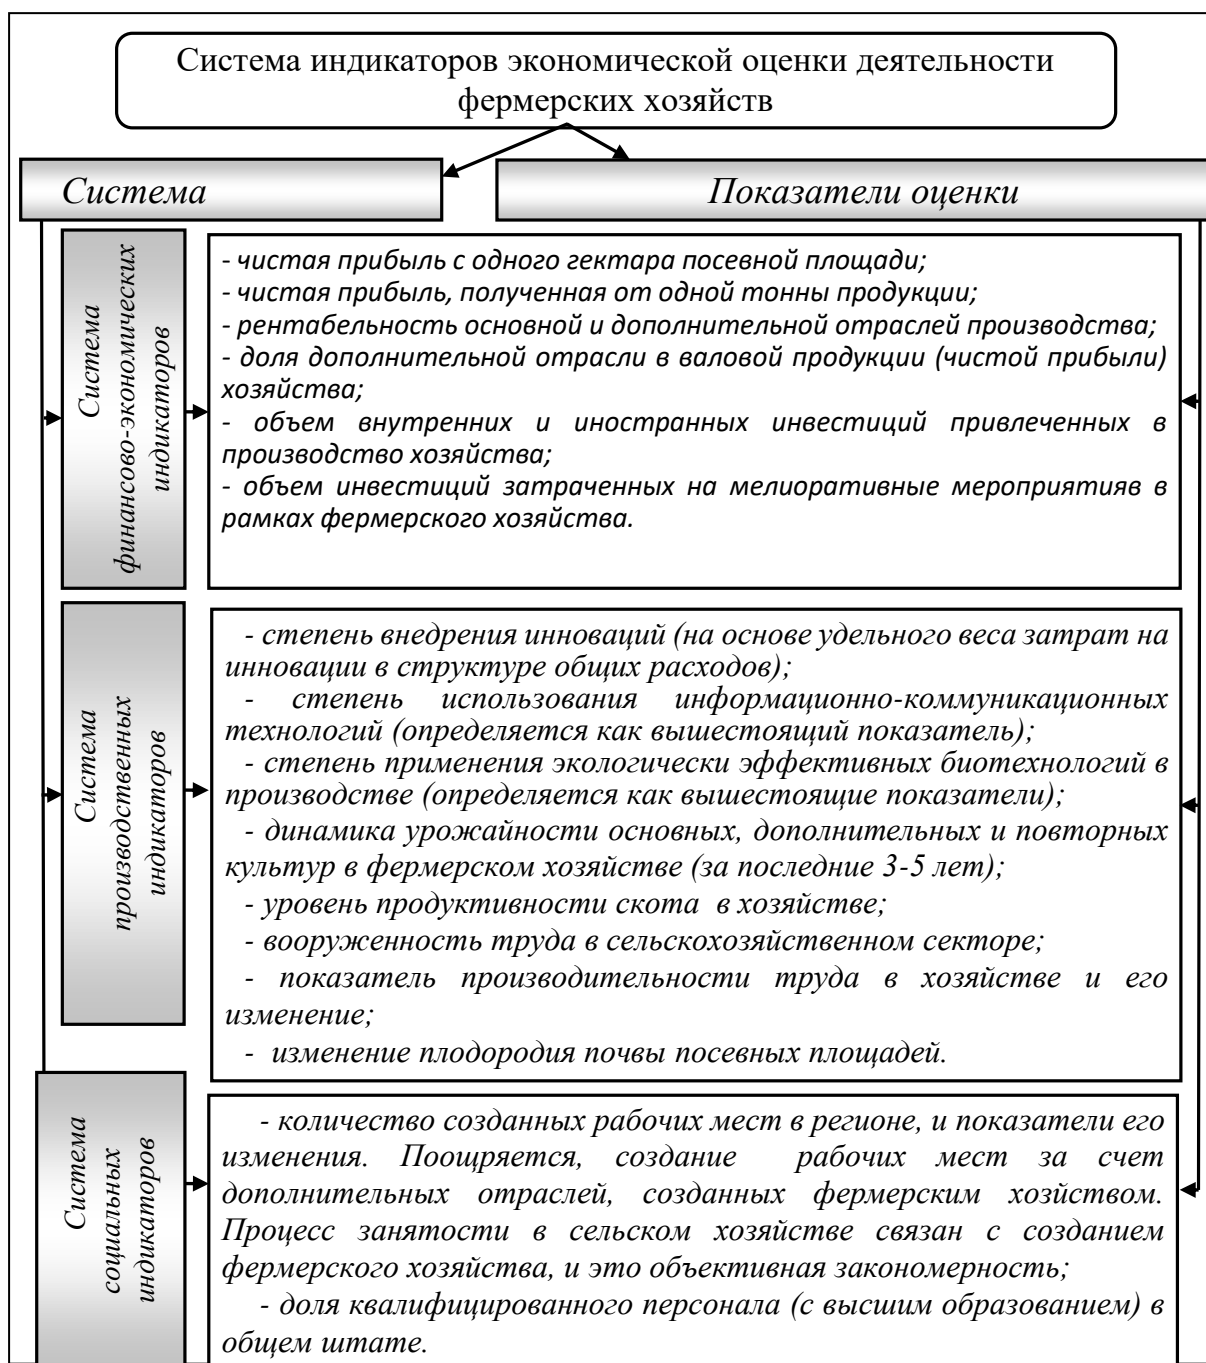 Система индикаторов экономической оценки деятельности
фермерских хозяйств
Система
Показатели оценки
Система
финансово-экономических
индикаторов
- чистая прибыль с одного гектара посевной площади;
- чистая прибыль, полученная от одной тонны продукции;
- рентабельность основной и дополнительной отраслей производства;
- доля дополнительной отрасли в валовой продукции (чистой прибыли)
хозяйства;
- объем внутренних и иностранных инвестиций привлеченных в
производство хозяйства;
- объем инвестиций затраченных на мелиоративные мероприятияв в
рамках фермерского хозяйства.
Система
производственных
индикаторов
- степень внедрения инноваций (на основе удельного веса затрат на
инновации в структуре общих расходов);
- степень использования информационно-коммуникационных
технологий (определяется как вышестоящий показатель);
- степень применения экологически эффективных биотехнологий в
производстве (определяется как вышестоящие показатели);
- динамика урожайности основных, дополнительных и повторных
культур в фермерском хозяйстве (за последние 3-5 лет);
- уровень продуктивности скота в хозяйстве;
- вооруженность труда в сельскохозяйственном секторе;
- показатель производительности труда в хозяйстве и его
изменение;
- изменение плодородия почвы посевных площадей.
Система
социальных
индикаторов
- количество созданных рабочих мест в регионе, и показатели его
изменения. Поощряется, создание рабочих мест за счет
дополнительных отраслей, созданных фермерским хозйством.
Процесс занятости в сельском хозяйстве связан с созданием
фермерского хозяйства, и это объективная закономерность;
- доля квалифицированного персонала (с высшим образованием) в
общем штате.